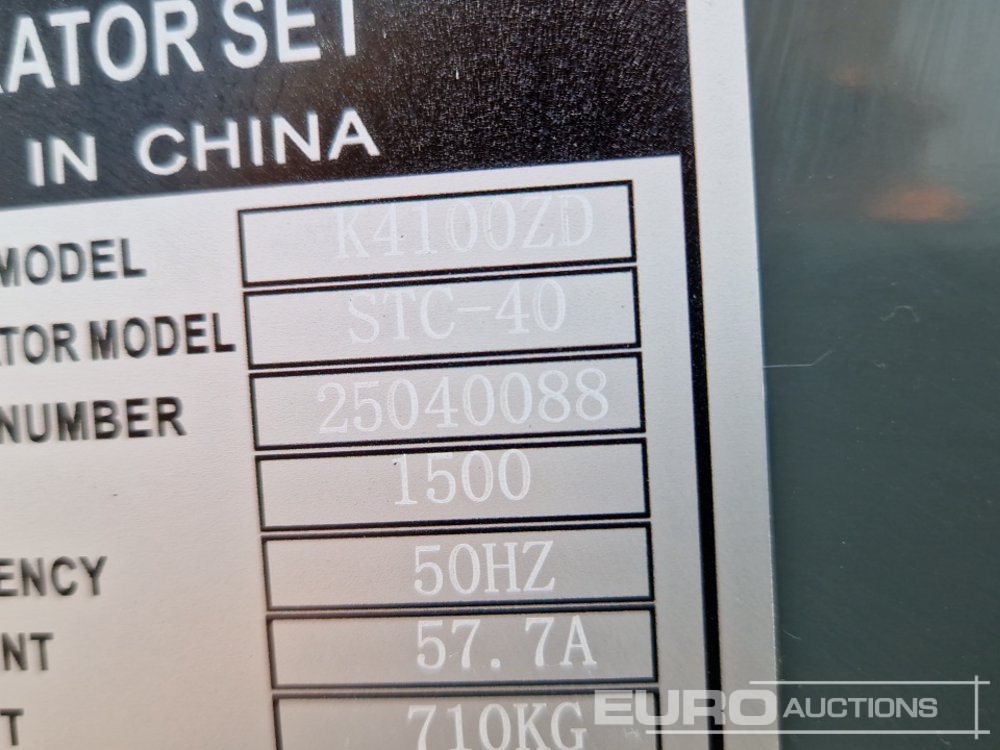 ATOR SET
IN CHINA
MODEL K4100ZD
TOR MODEL STC-40
NUMBER 25040088
1500
ENCY 50HZ
NT 57.7A
T 710KG
EURO AUCTIONS